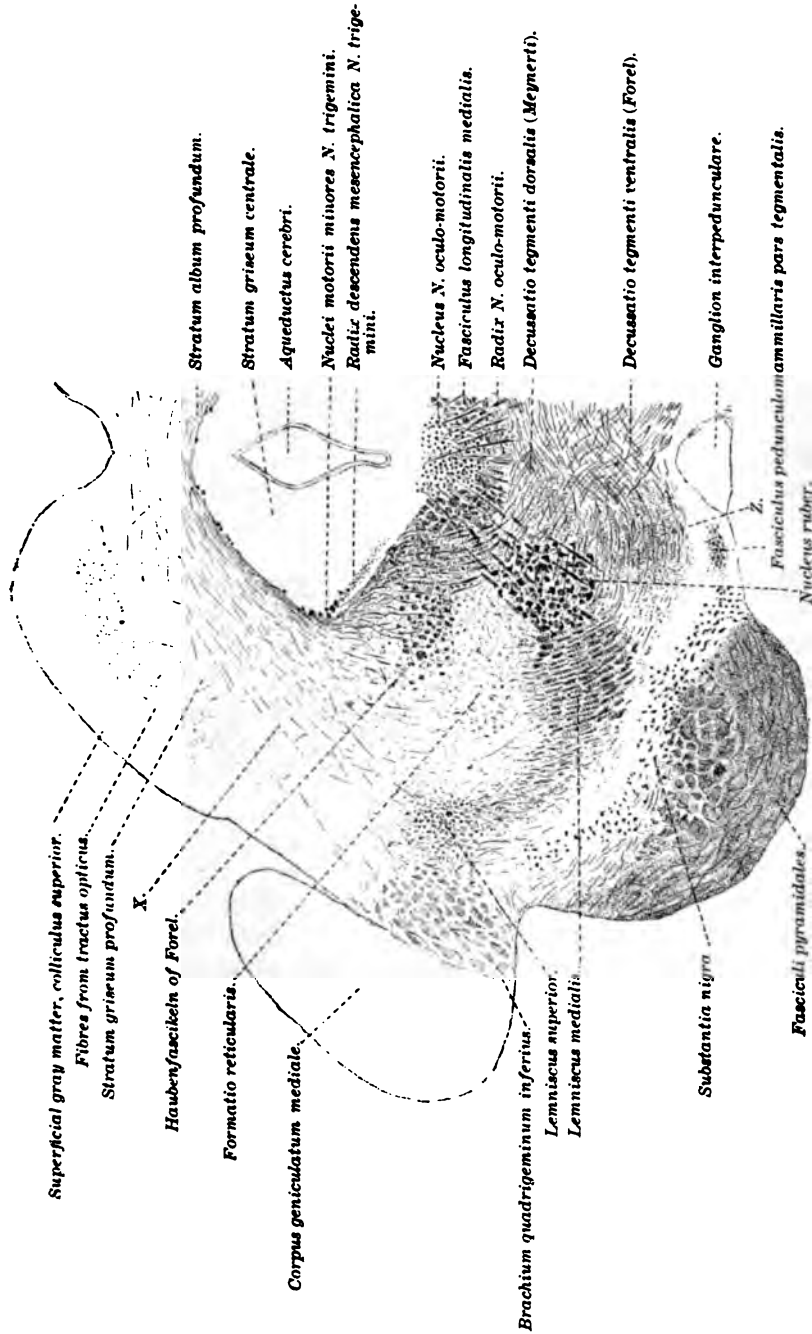 Superficial gray matter, colliculus superior.
Fibres from tractus opticus.
Stratum griseum profundum.
X.
Haubenfascikeln of Forel.
Formatio reticularis.
Corpus geniculatum mediale.
Brachium quadrigeminum inferius.
Lemniscus superior.
Lemniscus medialis
Substantia nigra
Fasciculi pyramidales.
Stratum album profundum.
Stratum griseum centrale.
Aqueductus cerebri.
Nuclei motorii minores N. trigemini.
Radix descendens mesencephalica N. trige-
mini.
Nucleus N. oculo-motorii.
Fasciculus longitudinalis medialis.
Radix N. oculo-motorii.
Decussatio tegmenti dorsalis (Meynerti).
Decussatio tegmenti ventralis (Forel).
Ganglion interpedunculare.
Z.
Fasciculus pedunculomammillaris pars tegmentalis.
Nucleus ruber.